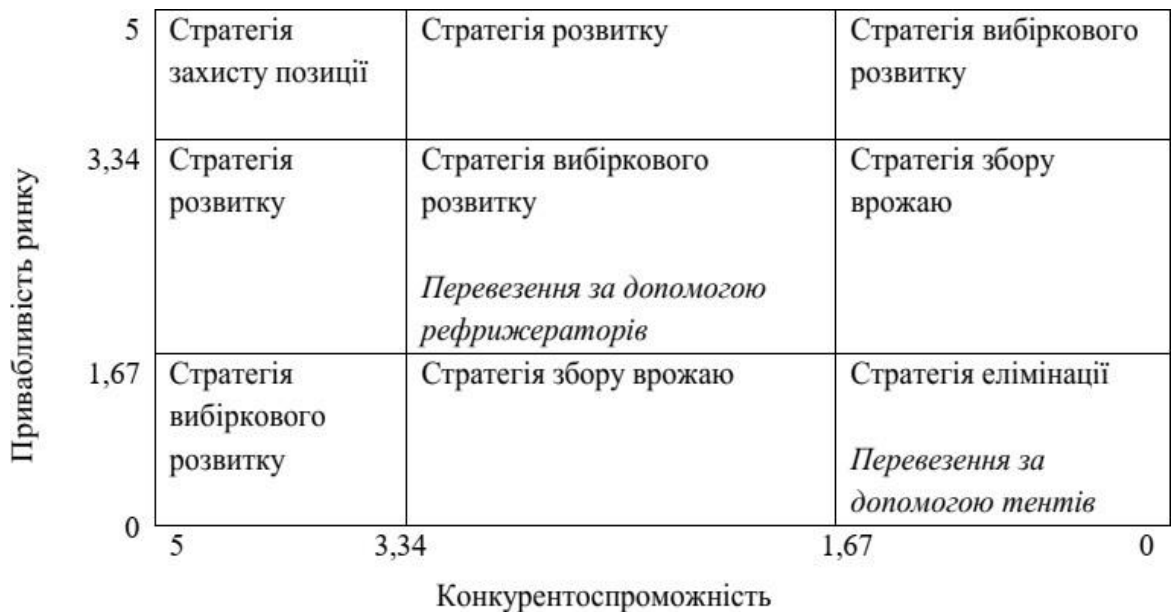 Привабливість ринку
5
Стратегія
захисту позиції
Стратегія розвитку
Стратегія вибіркового
розвитку
3,34
Стратегія
розвитку
Стратегія вибіркового
розвитку
Перевезення за допомогою
рефрижераторів
Стратегія збору
врожаю
1,67
Стратегія
вибіркового
розвитку
Стратегія збору врожаю
Стратегія елімінації
Перевезення за
допомогою тентів
0
5 3,34 1,67 0
Конкурентоспроможність